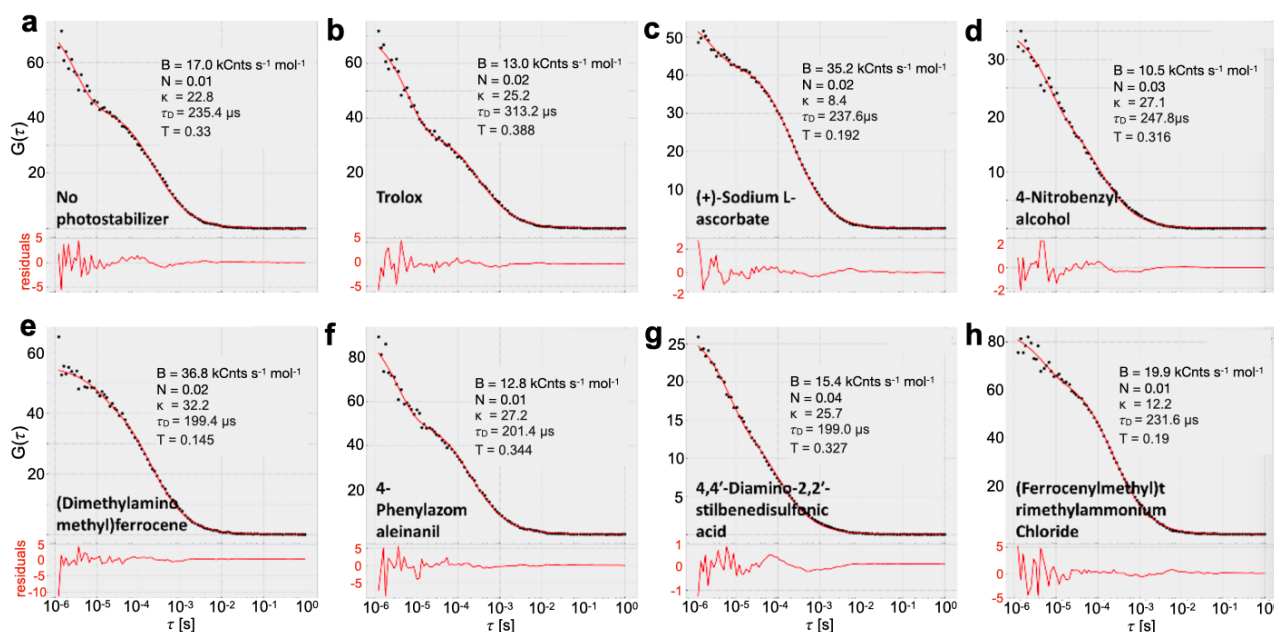 a
G(τ)
60
40
20
B = 17.0 kCnts s⁻¹ mol⁻¹
N = 0.01
κ = 22.8
τD = 235.4 µs
T = 0.33
No
photostabilizer
residuals
5
0
-5
b
60
40
20
B = 13.0 kCnts s⁻¹ mol⁻¹
N = 0.02
κ = 25.2
τD = 313.2 µs
T = 0.388
Trolox
5
0
-5
c
50
40
30
20
10
B = 35.2 kCnts s⁻¹ mol⁻¹
N = 0.02
κ = 8.4
τD = 237.6µs
T = 0.192
(+)-Sodium L-
ascorbate
2
0
-2
d
30
20
10
B = 10.5 kCnts s⁻¹ mol⁻¹
N = 0.03
κ = 27.1
τD = 247.8µs
T = 0.316
4-Nitrobenzyl
alcohol
2
0
-2
e
G(τ)
60
40
20
B = 36.8 kCnts s⁻¹ mol⁻¹
N = 0.02
κ = 32.2
τD = 199.4 µs
T = 0.145
(Dimethylamino
methyl)ferrocene
residuals
5
0
-5
-10
10⁻⁶ 10⁻⁵ 10⁻⁴ 10⁻³ 10⁻² 10⁻¹ 10⁰
τ [s]
f
80
60
40
20
B = 12.8 kCnts s⁻¹ mol⁻¹
N = 0.01
κ = 27.2
τD = 201.4 µs
T = 0.344
4-
Phenylazom
aleinanil
5
0
-5
10⁻⁶ 10⁻⁵ 10⁻⁴ 10⁻³ 10⁻² 10⁻¹ 10⁰
τ [s]
g
25
20
15
10
5
0
B = 15.4 kCnts s⁻¹ mol⁻¹
N = 0.04
κ = 25.7
τD = 199.0 µs
T = 0.327
4,4′-Diamino-2,2′-
stilbenedisulfonic
acid
1
0
-1
10⁻⁶ 10⁻⁵ 10⁻⁴ 10⁻³ 10⁻² 10⁻¹ 10⁰
τ [s]
h
80
60
40
20
B = 19.9 kCnts s⁻¹ mol⁻¹
N = 0.01
κ = 12.2
τD = 231.6 µs
T = 0.19
(Ferrocenylmethyl)t
rimethylammonium
Chloride
5
0
-5
10⁻⁶ 10⁻⁵ 10⁻⁴ 10⁻³ 10⁻² 10⁻¹ 10⁰
τ [s]